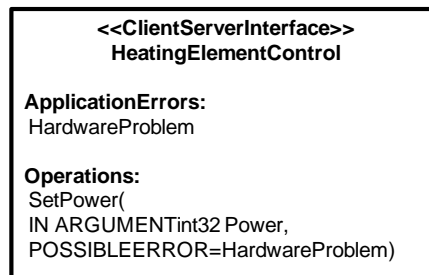 <<ClientServerInterface>>
HeatingElementControl
ApplicationErrors:
HardwareProblem
Operations:
SetPower(
IN ARGUMENTint32 Power,
POSSIBLEERROR=HardwareProblem)